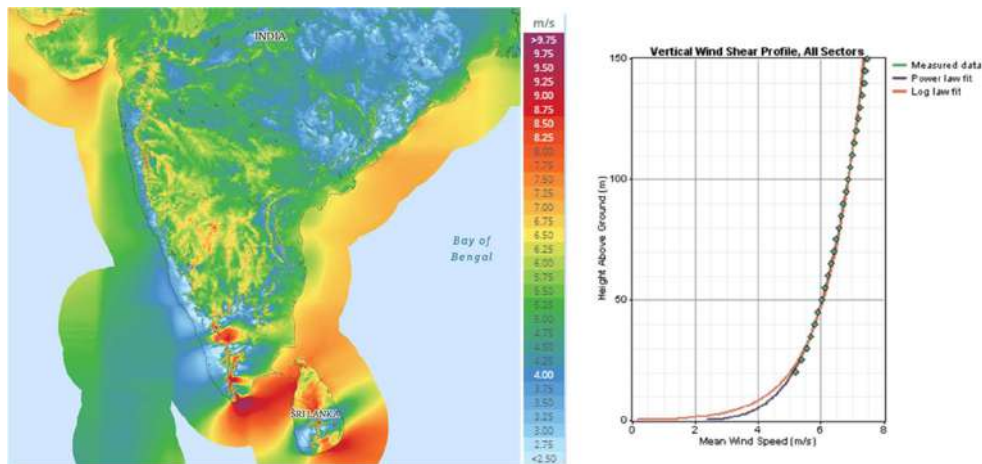 INDIA
Bay of
Bengal
SRI LANKA
m/s
>9.75
9.75
9.50
9.25
9.00
8.75
8.50
8.25
8.00
7.75
7.50
7.25
7.00
6.75
6.50
6.25
6.00
5.75
5.50
5.25
5.00
4.75
4.50
4.25
4.00
3.75
3.50
3.25
3.00
2.75
<2.50
Vertical Wind Shear Profile, All Sectors
150
100
50
0
Height Above Ground (m)
0 2 4 6 8
Mean Wind Speed (m/s)
Measured data
Power law fit
Log law fit